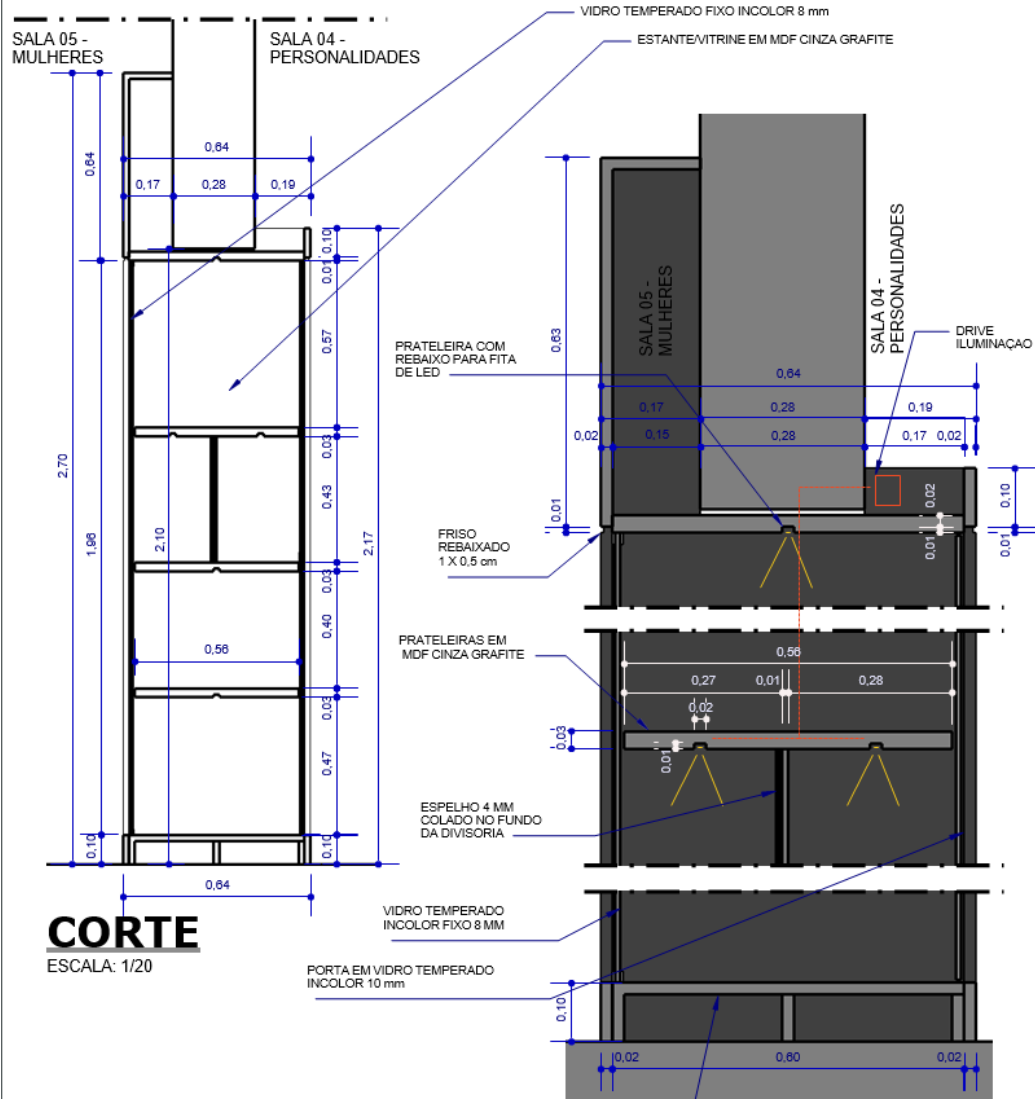 VIDRO TEMPERADO FIXO INCOLOR 8 mm
SALA 05 -
MULHERES
SALA 04 -
PERSONALIDADES
ESTANTE/VITRINE EM MDF CINZA GRAFITE
0,64
0,64
0,17
0,28
0,19
0,10
0,01
0,57
0,03
0,43
0,03
0,40
0,03
0,47
0,10
2,70
1,96
0,10
2,10
2,17
0,56
0,64
CORTE
ESCALA: 1/20
SALA 05 -
MULHERES
SALA 04 -
PERSONALIDADES
DRIVE
ILUMINAÇAO
PRATELEIRA COM
REBAIXO PARA FITA
DE LED
0,63
0,64
0,17
0,28
0,19
0,02
0,15
0,28
0,17
0,02
0,01
0,02
0,01
0,10
0,01
FRISO
REBAIXADO
1 X 0,5 cm
PRATELEIRAS EM
MDF CINZA GRAFITE
0,56
0,27
0,01
0,28
0,02
0,03
0,01
ESPELHO 4 MM
COLADO NO FUNDO
DA DIVISORIA
VIDRO TEMPERADO
INCOLOR FIXO 8 MM
PORTA EM VIDRO TEMPERADO
INCOLOR 10 mm
0,10
0,02
0,60
0,02